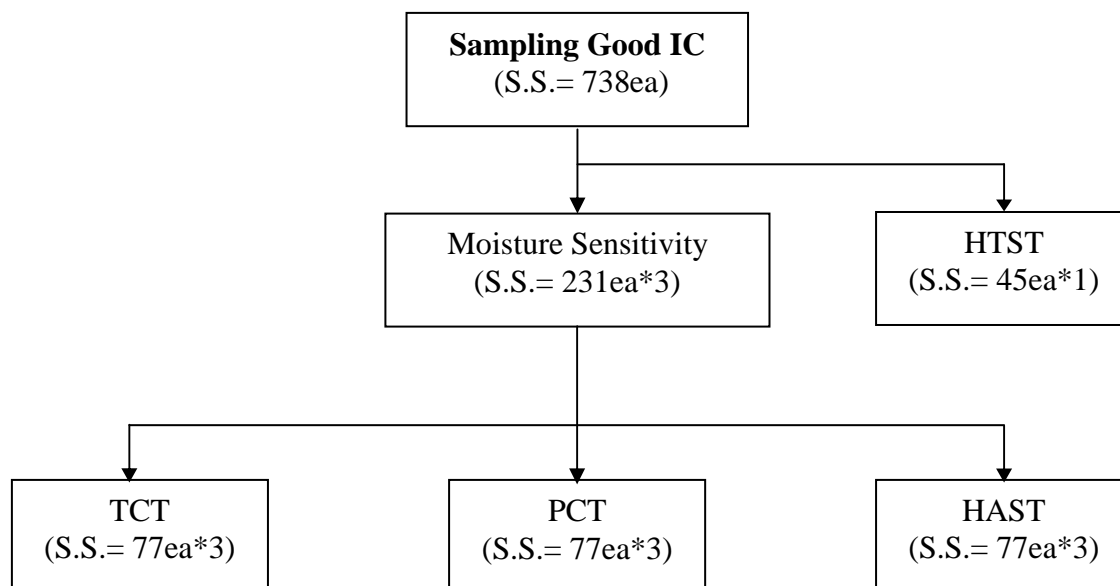 Sampling Good IC
(S.S.= 738ea)
Moisture Sensitivity
(S.S.= 231ea*3)
HTST
(S.S.= 45ea*1)
TCT
(S.S.= 77ea*3)
PCT
(S.S.= 77ea*3)
HAST
(S.S.= 77ea*3)